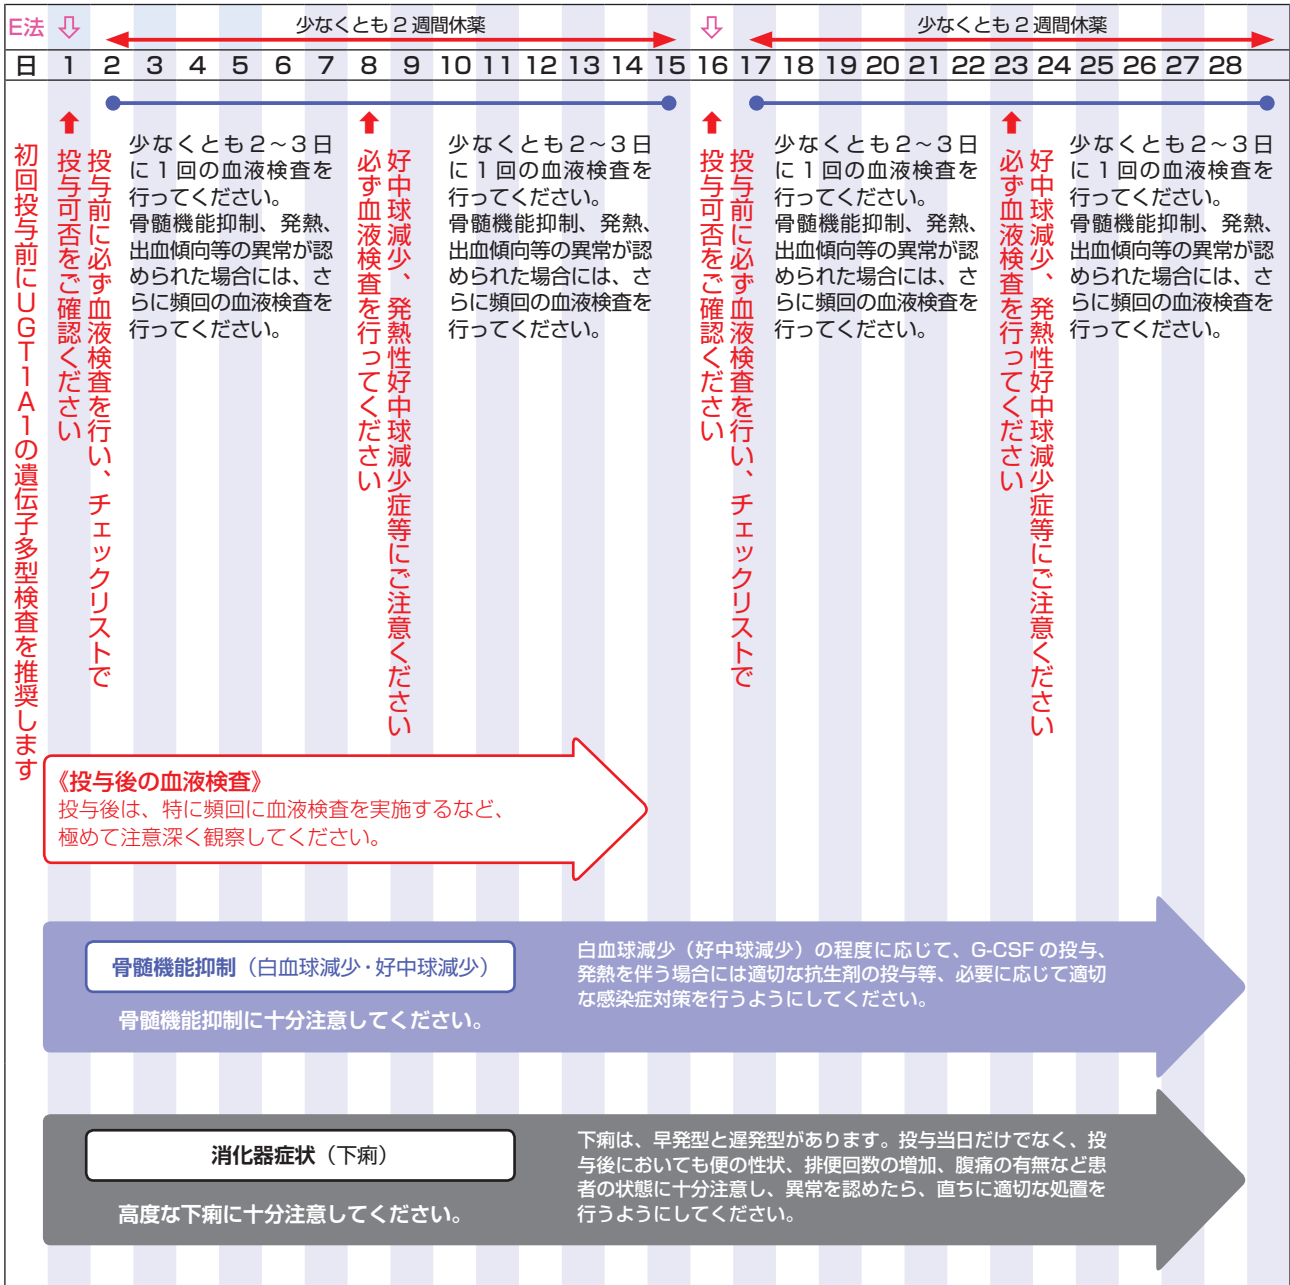 E法
少なくとも2週間休薬
少なくとも2週間休薬
日 1 2 3 4 5 6 7 8 9 10 11 12 13 14 15 16 17 18 19 20 21 22 23 24 25 26 27 28
初回投与前にUGT1A1の遺伝子多型検査を推奨します
投与前に必ず血液検査を行い、チェックリストで
投与可否をご確認ください
少なくとも2～3日
に1回の血液検査を
行ってください。
骨髄機能抑制、発熱、
出血傾向等の異常が認
められた場合には、さ
らに頻回の血液検査を
行ってください。
好中球減少、発熱性好中球減少症等にご注意ください
必ず血液検査を行ってください
少なくとも2～3日
に1回の血液検査を
行ってください。
骨髄機能抑制、発熱、
出血傾向等の異常が認
められた場合には、さ
らに頻回の血液検査を
行ってください。
投与前に必ず血液検査を行い、チェックリストで
投与可否をご確認ください
少なくとも2～3日
に1回の血液検査を
行ってください。
骨髄機能抑制、発熱、
出血傾向等の異常が認
められた場合には、さ
らに頻回の血液検査を
行ってください。
好中球減少、発熱性好中球減少症等にご注意ください
必ず血液検査を行ってください
少なくとも2～3日
に1回の血液検査を
行ってください。
骨髄機能抑制、発熱、
出血傾向等の異常が認
められた場合には、さ
らに頻回の血液検査を
行ってください。
《投与後の血液検査》
投与後は、特に頻回に血液検査を実施するなど、
極めて注意深く観察してください。
骨髄機能抑制（白血球減少・好中球減少）
骨髄機能抑制に十分注意してください。
白血球減少（好中球減少）の程度に応じて、G-CSFの投与、
発熱を伴う場合には適切な抗生剤の投与等、必要に応じて適切
な感染症対策を行うようにしてください。
消化器症状（下痢）
高度な下痢に十分注意してください。
下痢は、早発型と遅発型があります。投与当日だけでなく、投
与後においても便の性状、排便回数の増加、腹痛の有無など患
者の状態に十分注意し、異常を認めたら、直ちに適切な処置を
行うようにしてください。